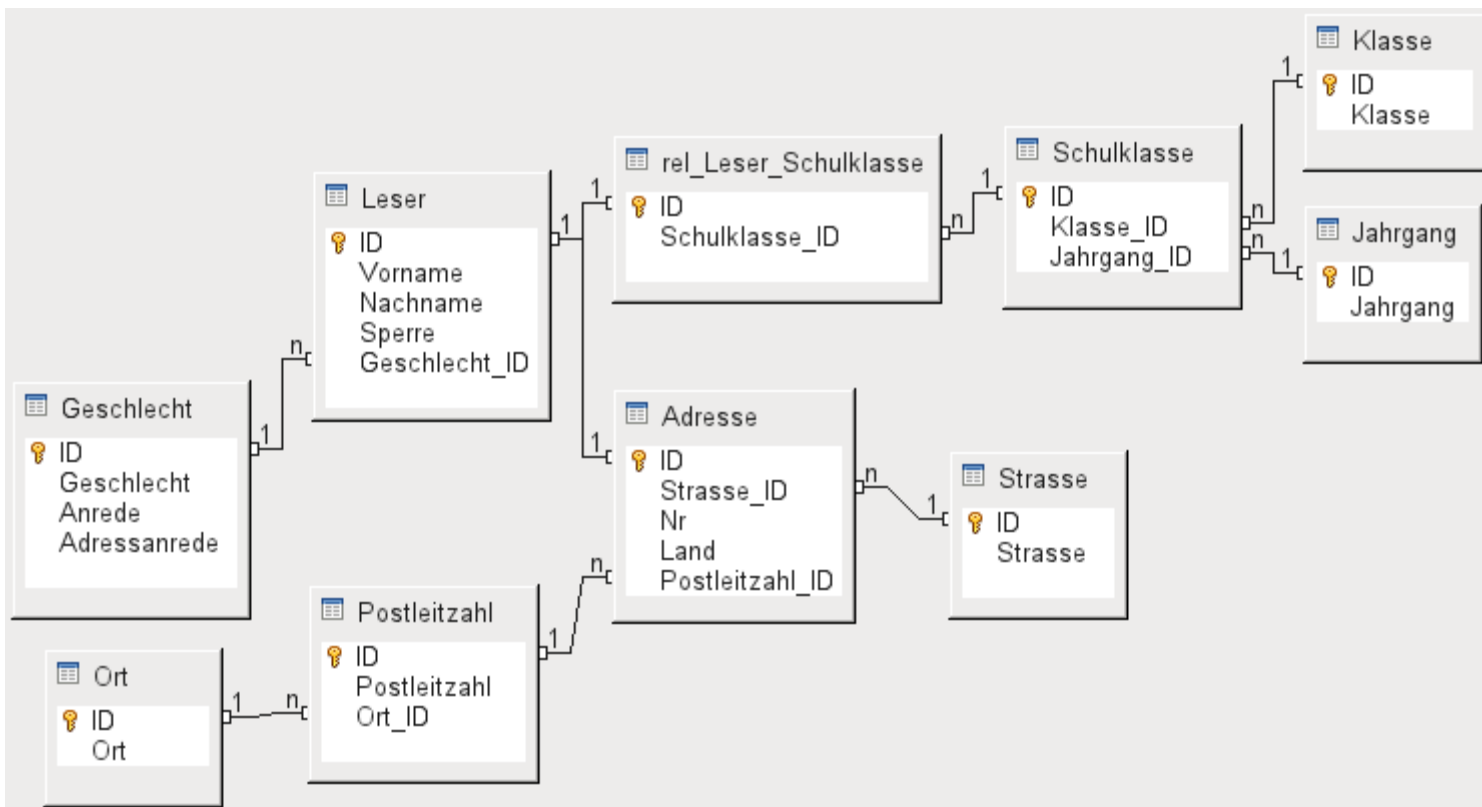 Klasse
ID
Klasse
1
Jahrgang
ID
Jahrgang
1
Schulklasse
ID
Klasse_ID
Jahrgang_ID
1
n
n
rel_Leser_Schulklasse
ID
Schulklasse_ID
1
n
Leser
ID
Vorname
Nachname
Sperre
Geschlecht_ID
1
n
Geschlecht
ID
Geschlecht
Anrede
Adressanrede
1
Adresse
ID
Strasse_ID
Nr
Land
Postleitzahl_ID
1
n
n
Strasse
ID
Strasse
1
Postleitzahl
ID
Postleitzahl
Ort_ID
1
n
Ort
ID
Ort
1